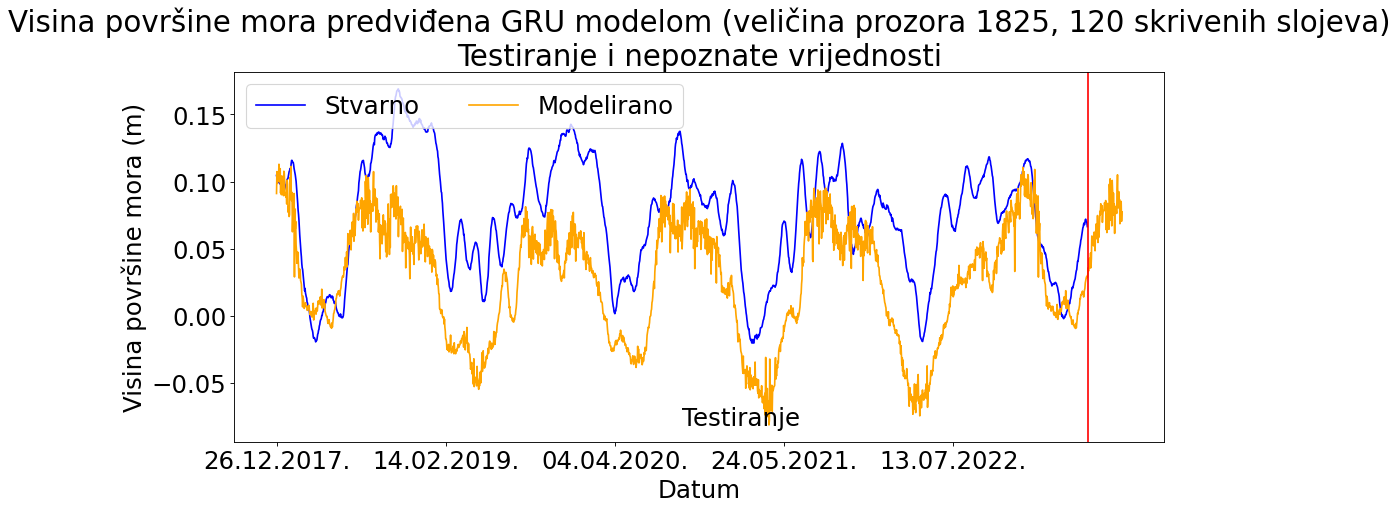 Visina površine mora predviđena GRU modelom (veličina prozora 1825, 120 skrivenih slojeva)
Testiranje i nepoznate vrijednosti
Stvarno Modelirano
Visina površine mora (m)
0.15
0.10
0.05
0.00
−0.05
Testiranje
26.12.2017. 14.02.2019. 04.04.2020. 24.05.2021. 13.07.2022.
Datum